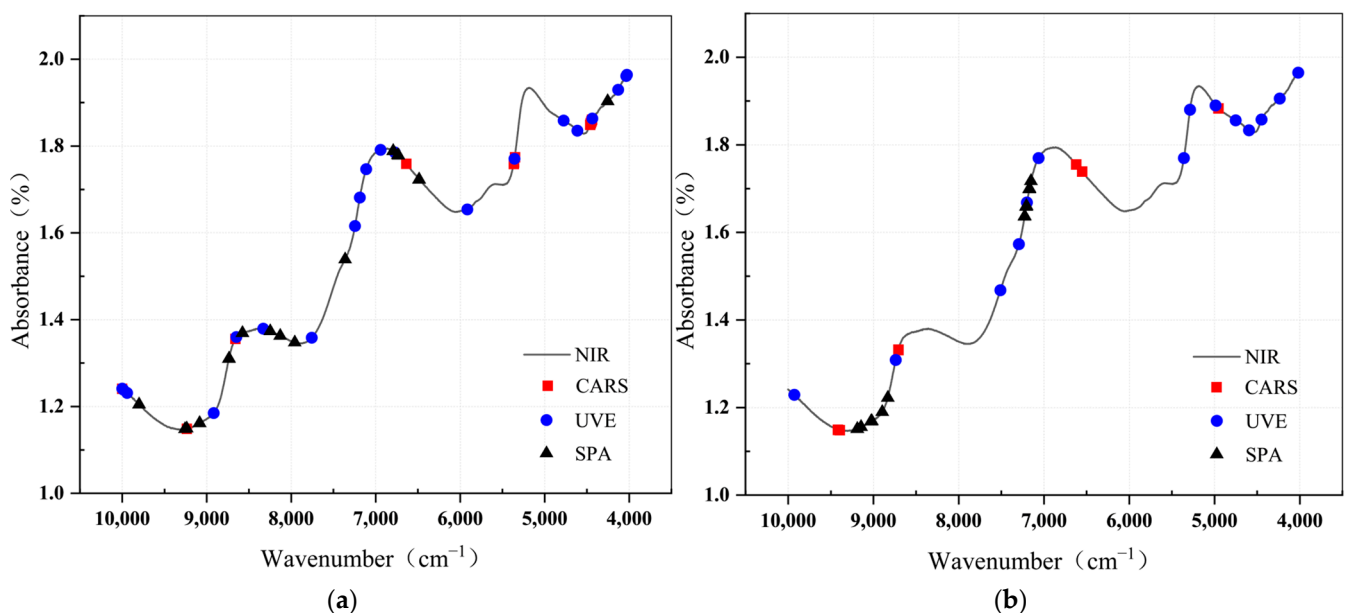 2.0
1.8
1.6
1.4
1.2
1.0
Absorbance（%）
NIR
CARS
UVE
SPA
10,000 9,000 8,000 7,000 6,000 5,000 4,000
Wavenumber（cm⁻¹）
(a)
2.0
1.8
1.6
1.4
1.2
1.0
Absorbance（%）
NIR
CARS
UVE
SPA
10,000 9,000 8,000 7,000 6,000 5,000 4,000
Wavenumber（cm⁻¹）
(b)